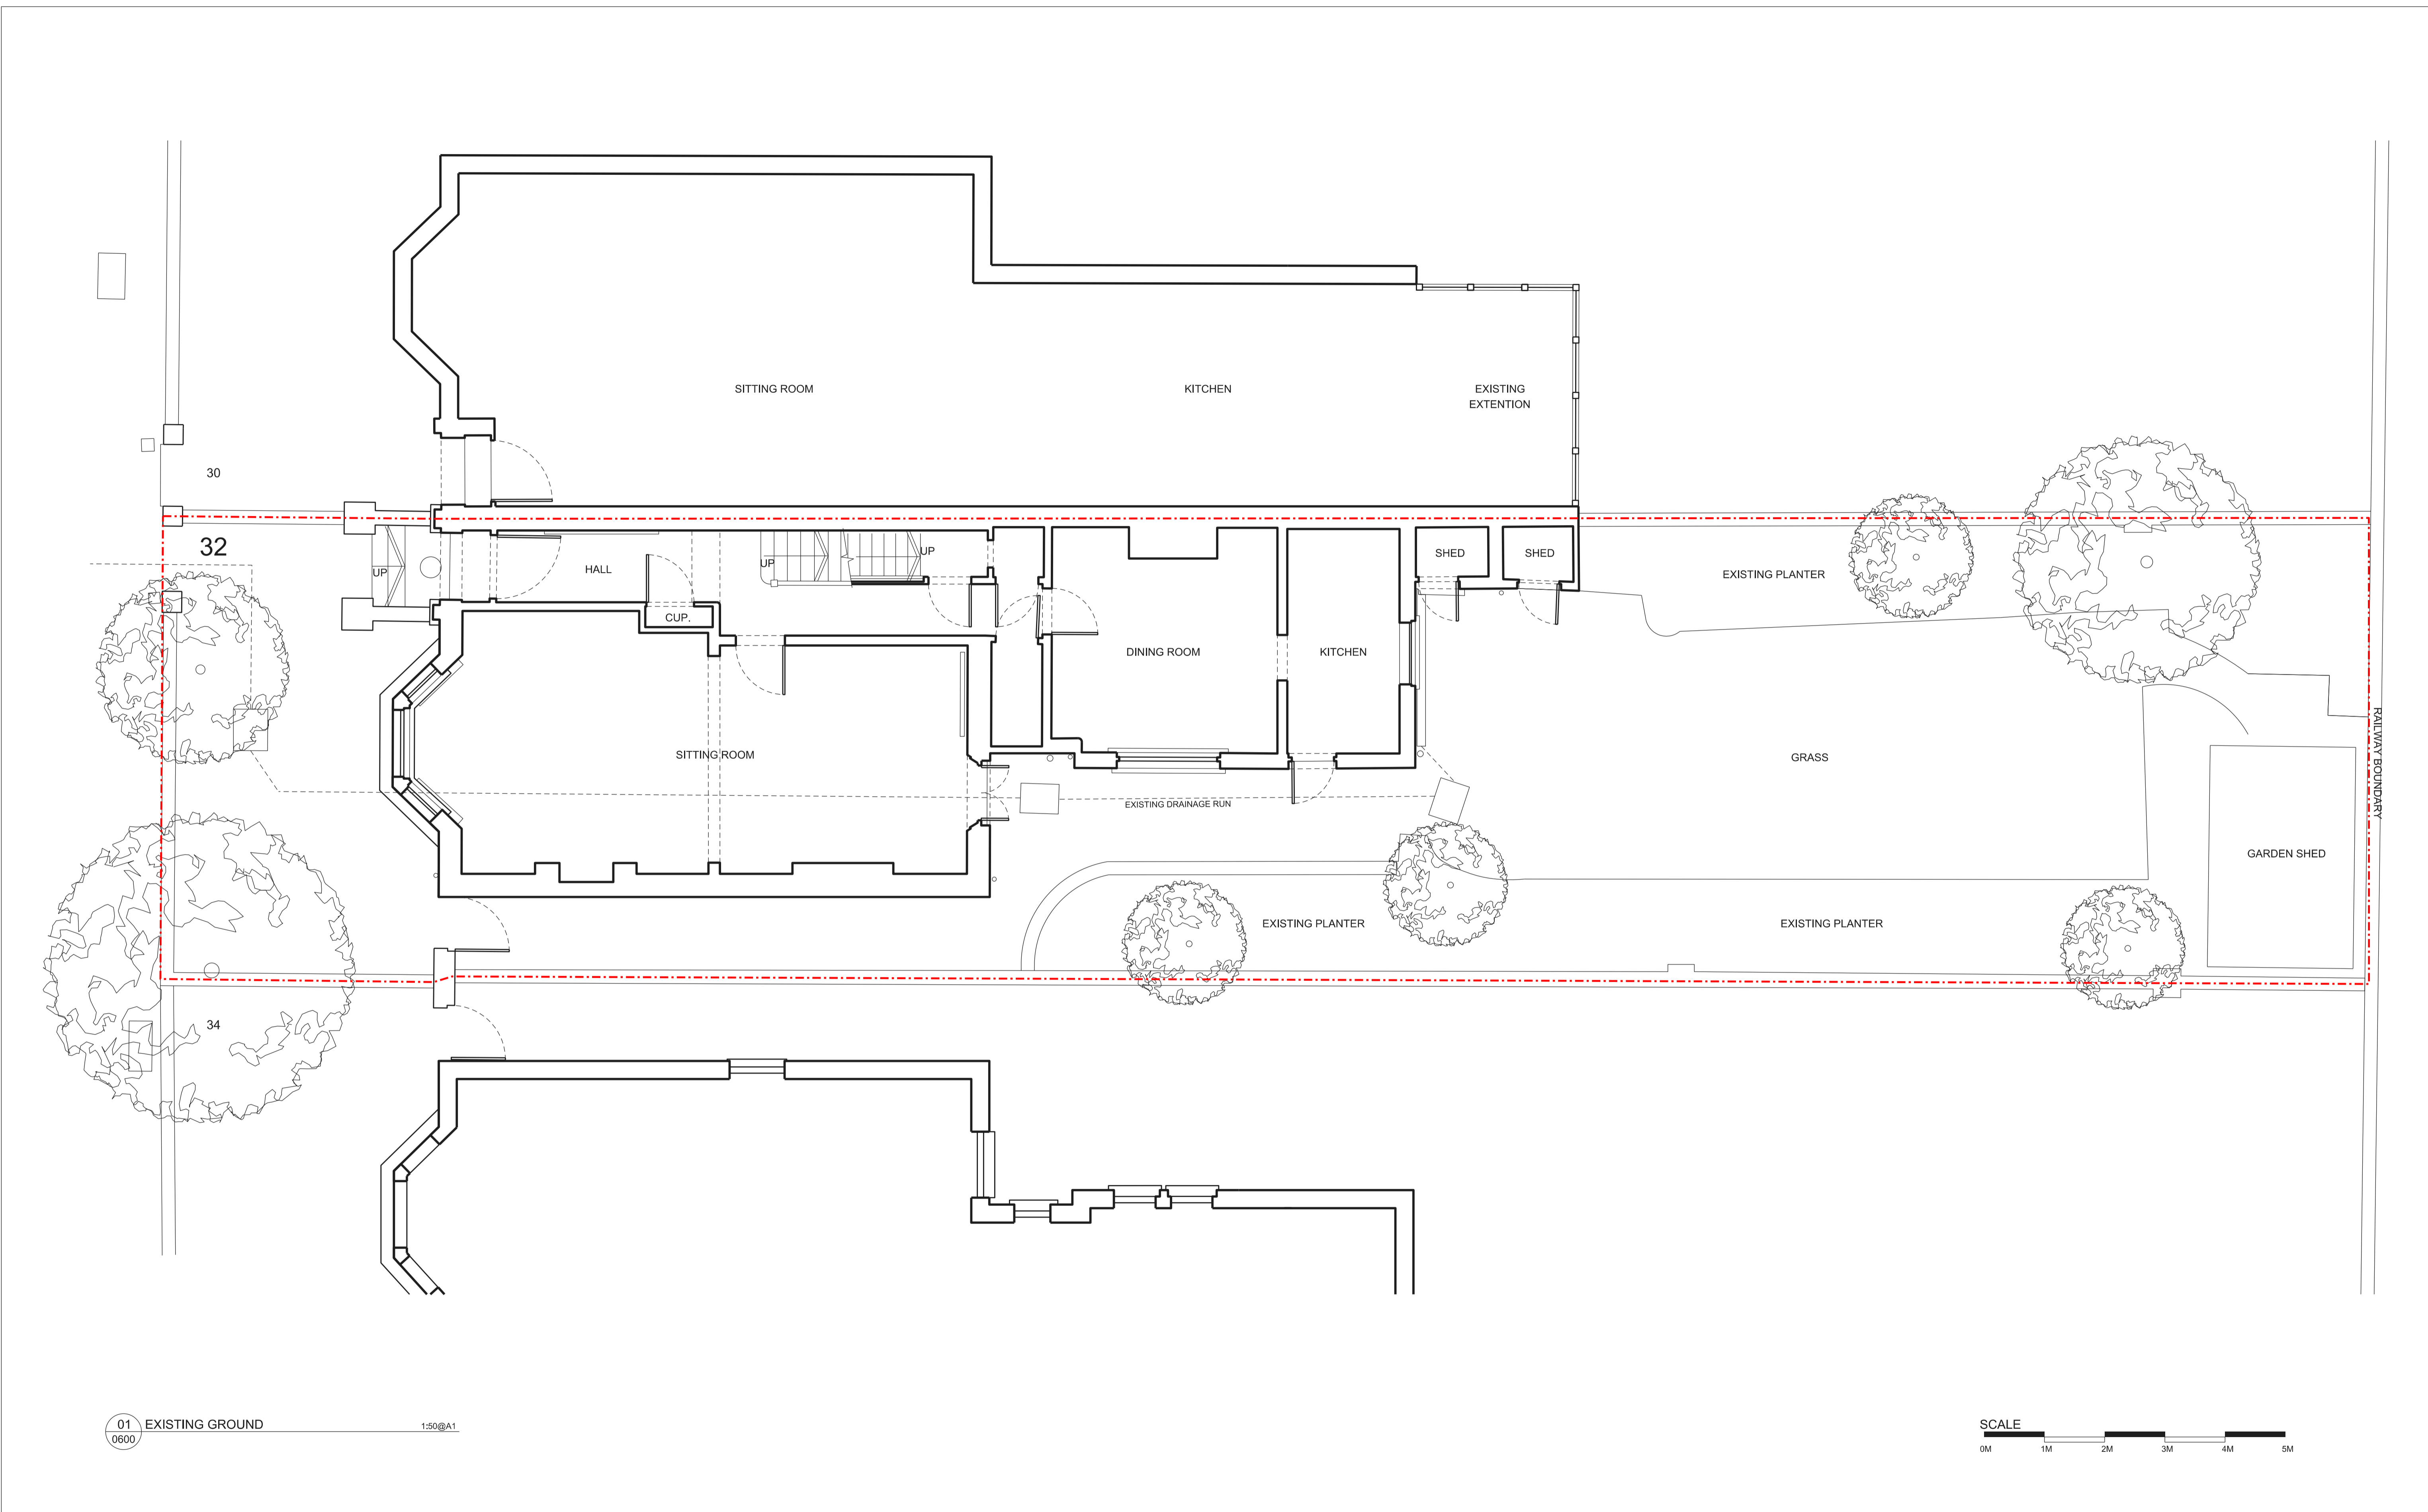 SITTING ROOM
KITCHEN
EXISTING
EXTENTION
30
32
UP
HALL
CUP.
UP
UP
SHED
SHED
EXISTING PLANTER
DINING ROOM
KITCHEN
SITTING ROOM
GRASS
RAILWAY BOUNDARY
EXISTING DRAINAGE RUN
GARDEN SHED
EXISTING PLANTER
EXISTING PLANTER
34
01
0600
EXISTING GROUND
1:50@A1
SCALE
0M 1M 2M 3M 4M 5M